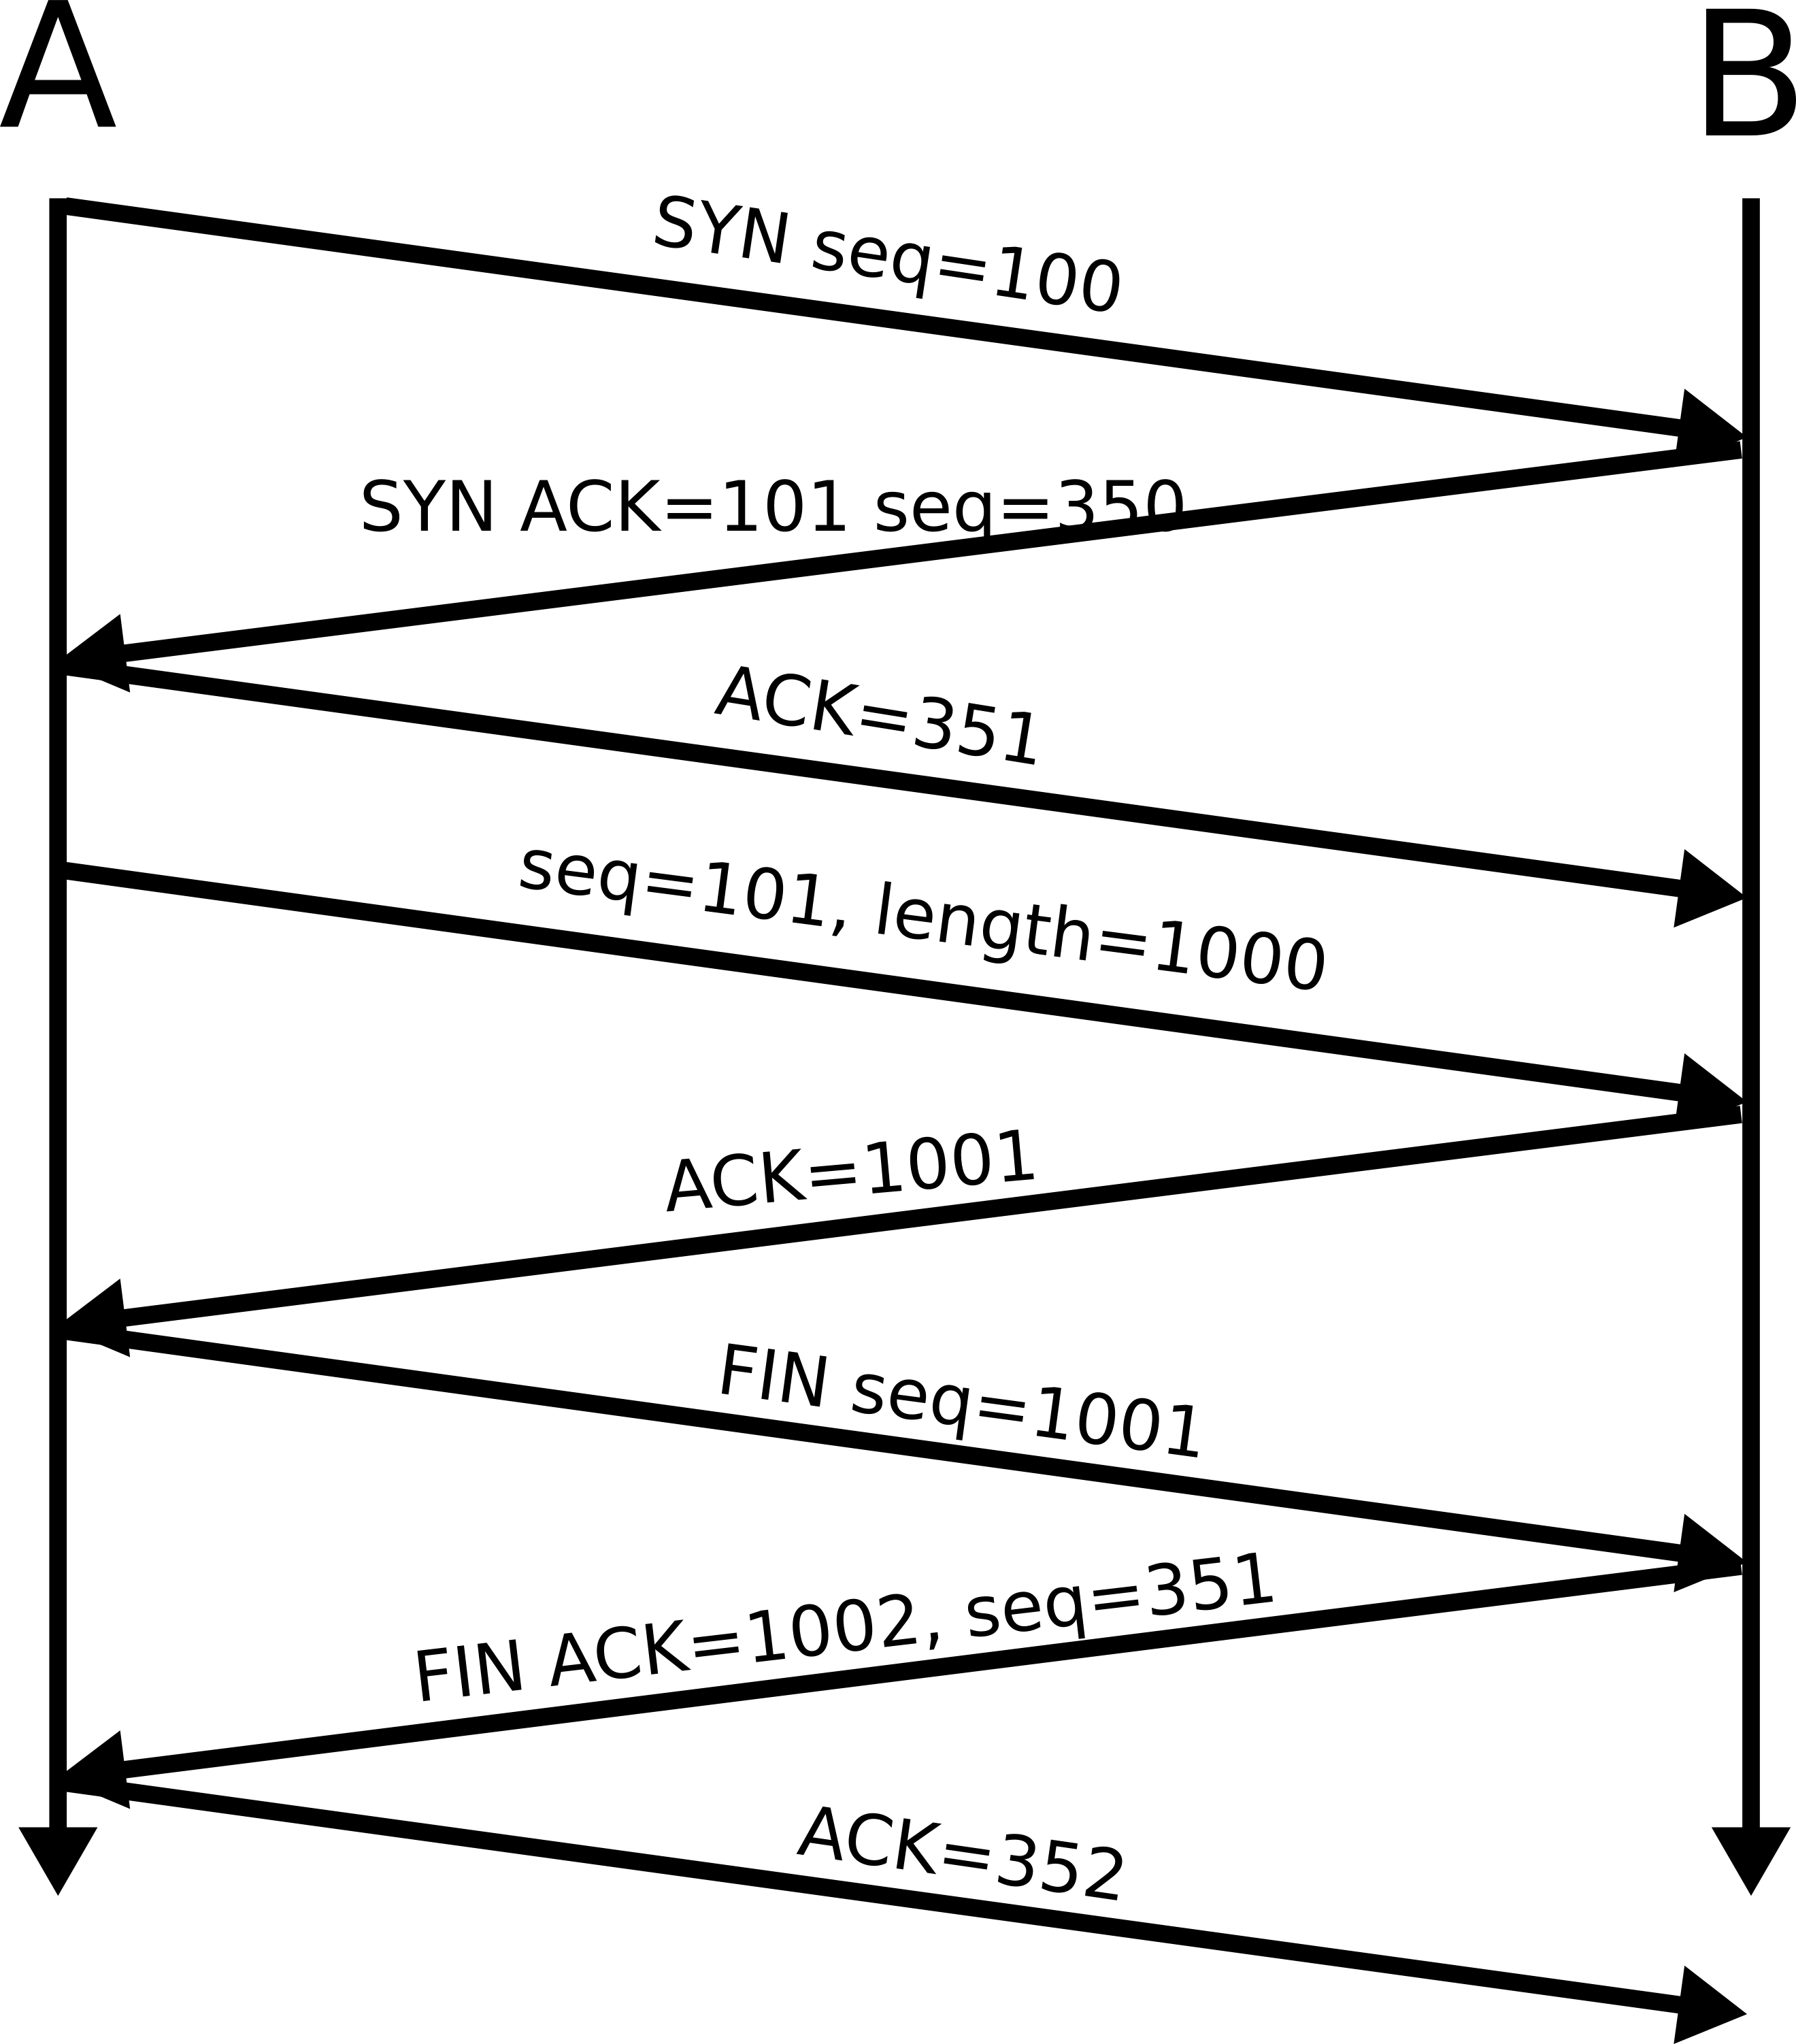 A
B
SYN seq=100
SYN ACK=101 seq=350
ACK=351
seq=101, length=1000
ACK=1001
FIN seq=1001
FIN ACK=1002, seq=351
ACK=352